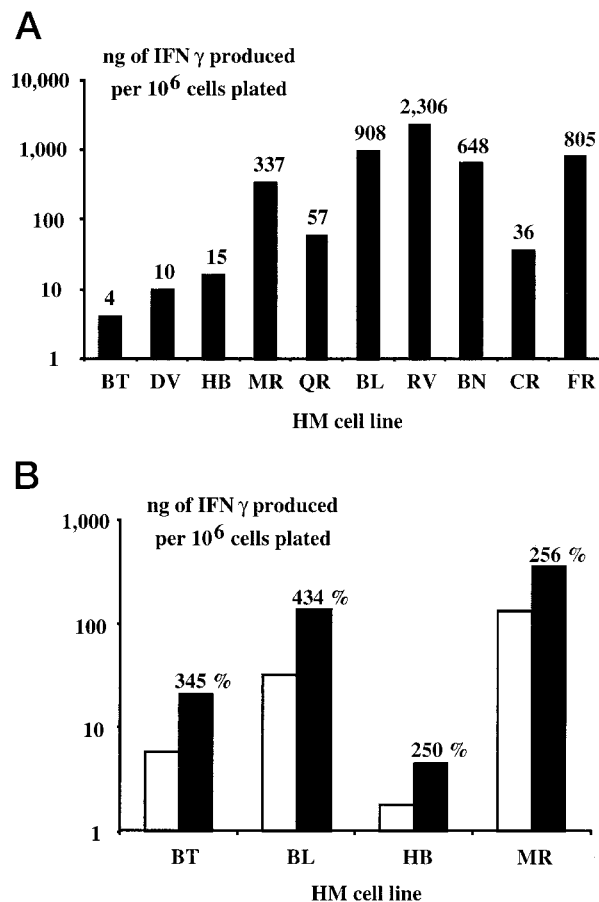 A
ng of IFN γ produced
per 10⁶ cells plated
10,000
1,000
100
10
1
4
10
15
337
57
908
2,306
648
36
805
BT DV HB MR QR BL RV BN CR FR
HM cell line
B
ng of IFN γ produced
per 10⁶ cells plated
1,000
100
10
1
345 %
434 %
250 %
256 %
BT BL HB MR
HM cell line